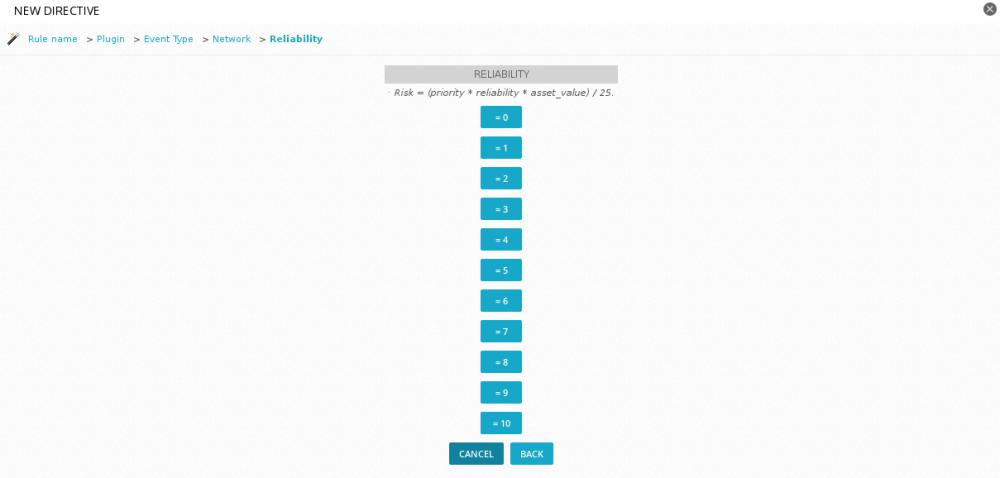 NEW DIRECTIVE
Rule name > Plugin > Event Type > Network > Reliability
RELIABILITY
Risk = (priority * reliability * asset_value) / 25.
= 0
= 1
= 2
= 3
= 4
= 5
= 6
= 7
= 8
= 9
= 10
CANCEL BACK